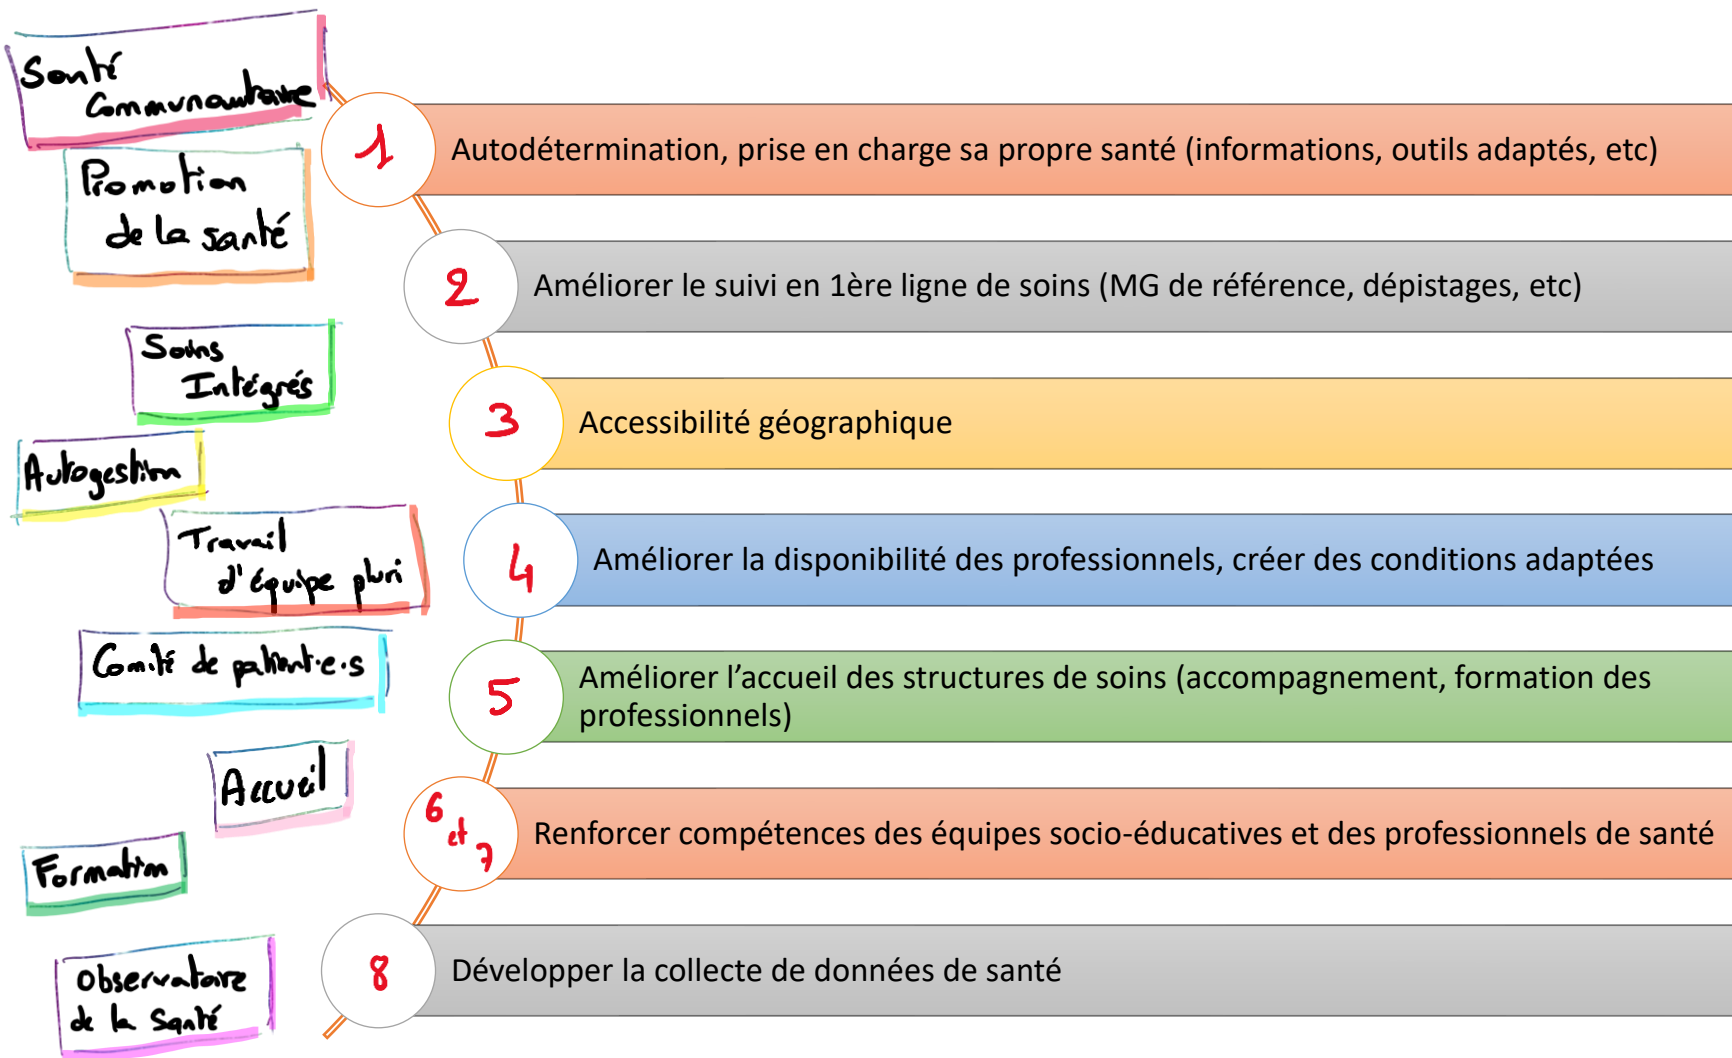 Santé
Communautaire
Promotion
de la santé
Soins
Intégrés
Autogestion
Travail
d'équipe pluri
Comité de patient·e·s
Accueil
Formation
Observatoire
de la Santé
1
Autodétermination, prise en charge sa propre santé (informations, outils adaptés, etc)
2
Améliorer le suivi en 1ère ligne de soins (MG de référence, dépistages, etc)
3
Accessibilité géographique
4
Améliorer la disponibilité des professionnels, créer des conditions adaptées
5
Améliorer l’accueil des structures de soins (accompagnement, formation des
professionnels)
6
et
7
Renforcer compétences des équipes socio-éducatives et des professionnels de santé
8
Développer la collecte de données de santé